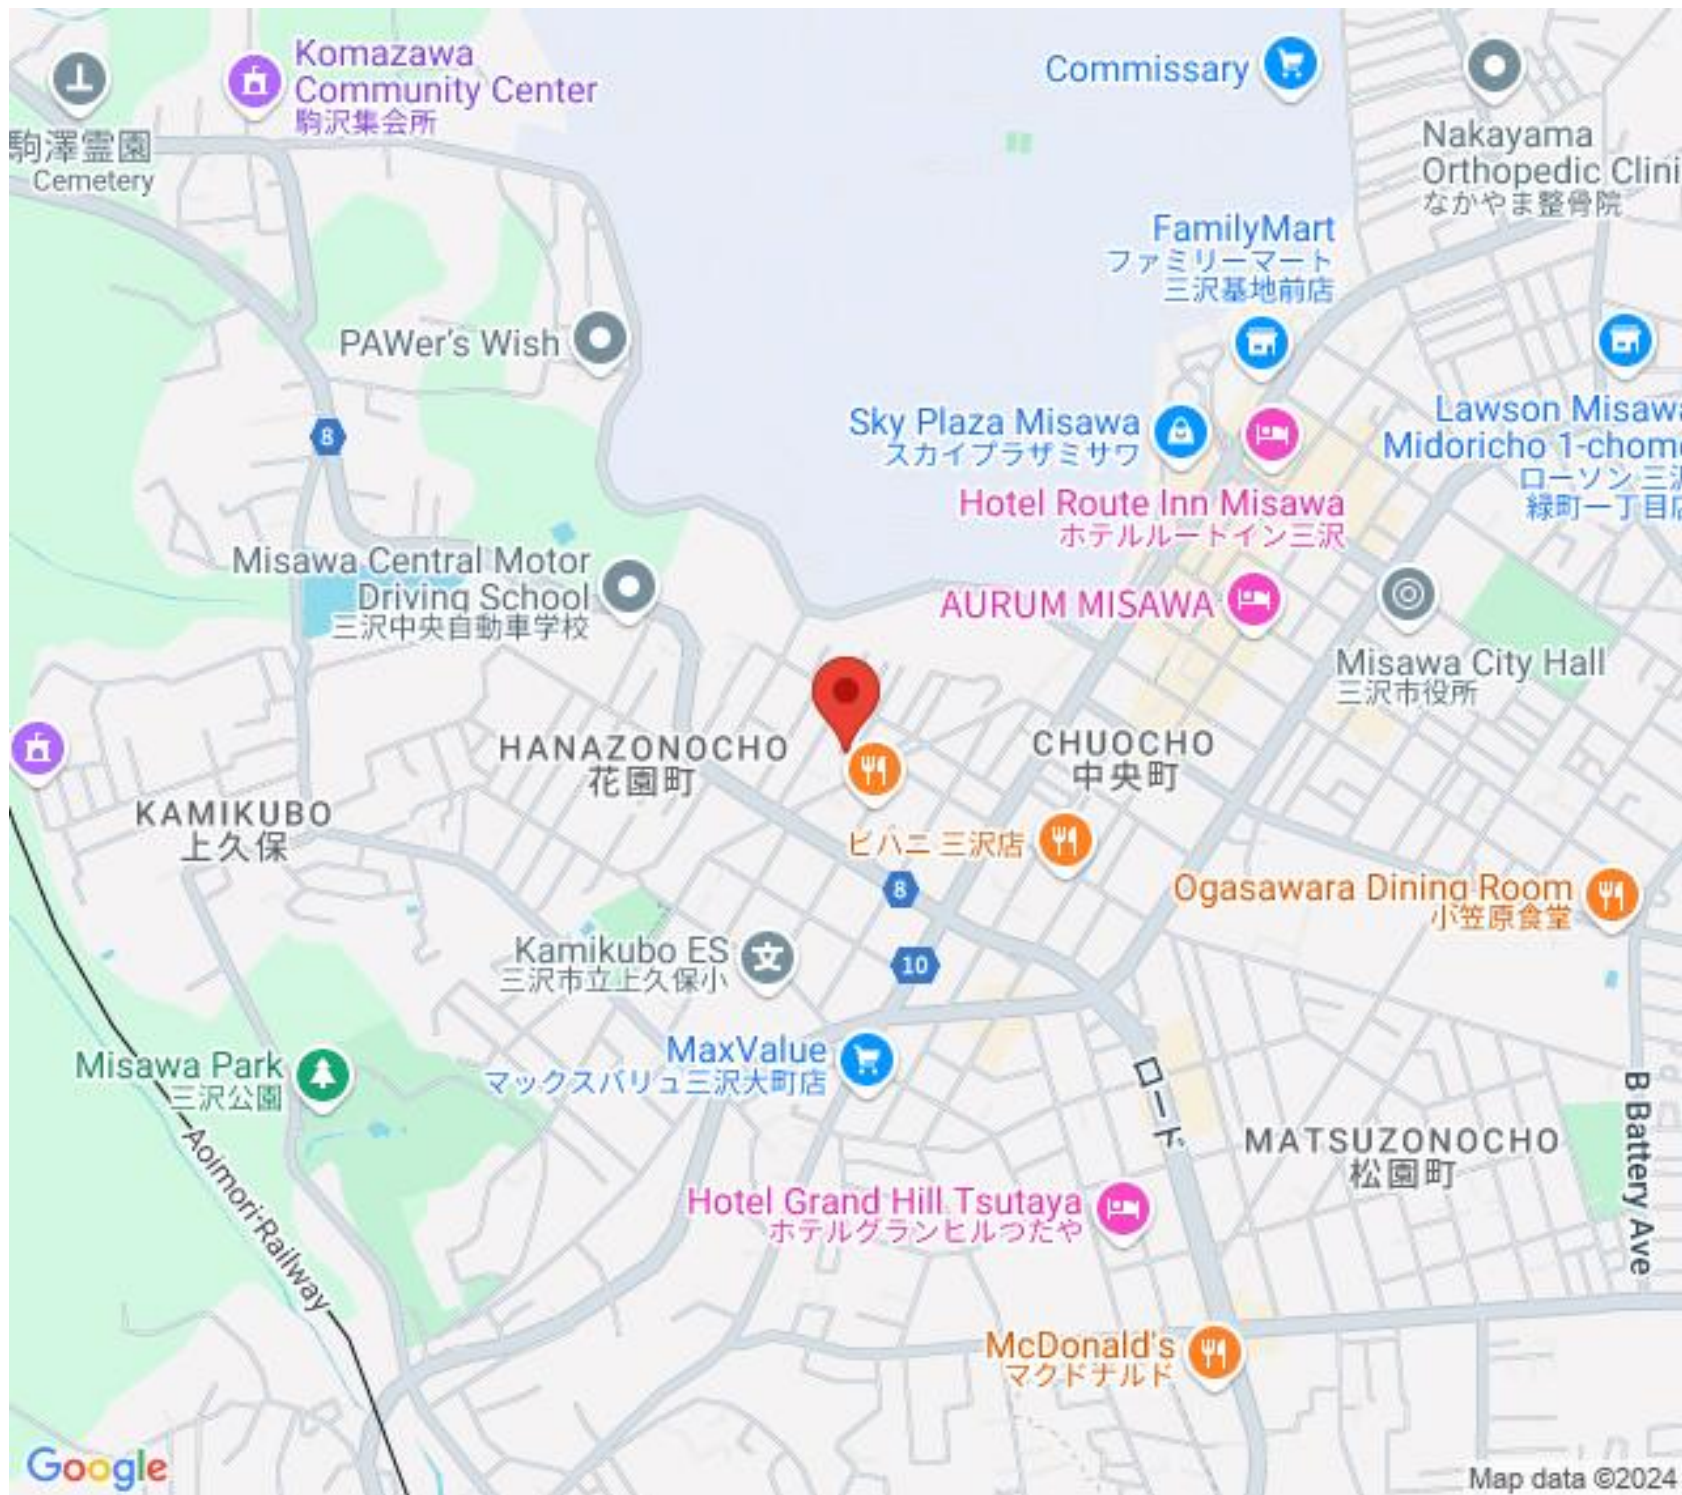 Komazawa
Community Center
駒沢集会所
駒澤霊園
Cemetery
Commissary
Nakayama
Orthopedic Clini
なかやま整骨院
FamilyMart
ファミリーマート
三沢基地前店
PAWer's Wish
8
Sky Plaza Misawa
スカイプラザミサワ
Lawson Misawa
Midoricho 1-chome
ローソン 三沢
緑町一丁目店
Hotel Route Inn Misawa
ホテルルートイン三沢
Misawa Central Motor
Driving School
三沢中央自動車学校
AURUM MISAWA
Misawa City Hall
三沢市役所
HANAZONOCHO
花園町
CHUOCHO
中央町
KAMIKUBO
上久保
ビハニ 三沢店
8
Ogasawara Dining Room
小笠原食堂
Kamikubo ES
三沢市立上久保小
文
10
MaxValue
マックスバリュ三沢大町店
Misawa Park
三沢公園
ロード
B Battery Ave
Aoimori-Railway
MATSUZONOCHO
松園町
Hotel Grand Hill Tsutaya
ホテルグランヒルつたや
McDonald's
マクドナルド
Google
Map data ©2024